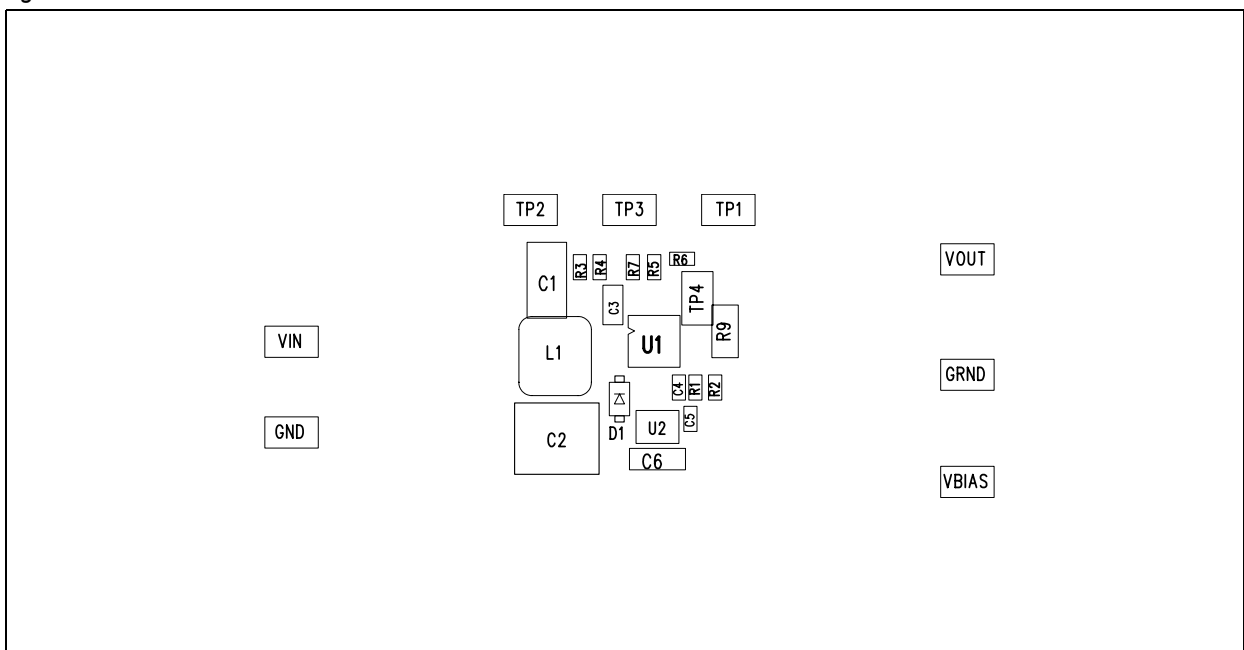 TP2 TP3 TP1
R3 R4 R7 R5 R6
VOUT
C1
TP4
C3
R9
VIN
U1
L1
GRND
C4 R1 R2
C5
GND
D1
U2
C2
C6
VBIAS